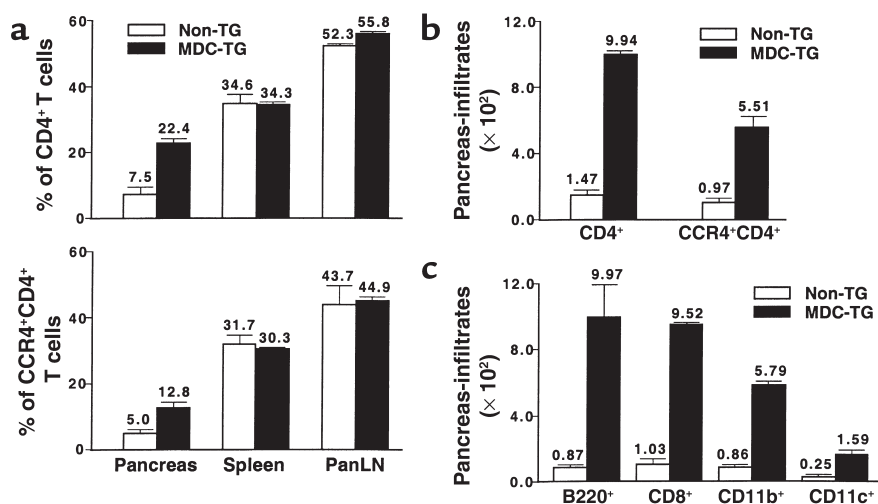 a
Non-TG
MDC-TG
% of CD4⁺ T cells
60
40
20
0
7.5
22.4
34.6
34.3
52.3
55.8
% of CCR4⁺CD4⁺
T cells
60
40
20
0
5.0
12.8
31.7
30.3
43.7
44.9
Pancreas
Spleen
PanLN
b
Non-TG
MDC-TG
Pancreas-infiltrates
(× 10²)
12.0
8.0
4.0
0.0
1.47
9.94
0.97
5.51
CD4⁺
CCR4⁺CD4⁺
c
Non-TG
MDC-TG
Pancreas-infiltrates
(× 10²)
12.0
8.0
4.0
0.0
0.87
9.97
1.03
9.52
0.86
5.79
0.25
1.59
B220⁺
CD8⁺
CD11b⁺
CD11c⁺